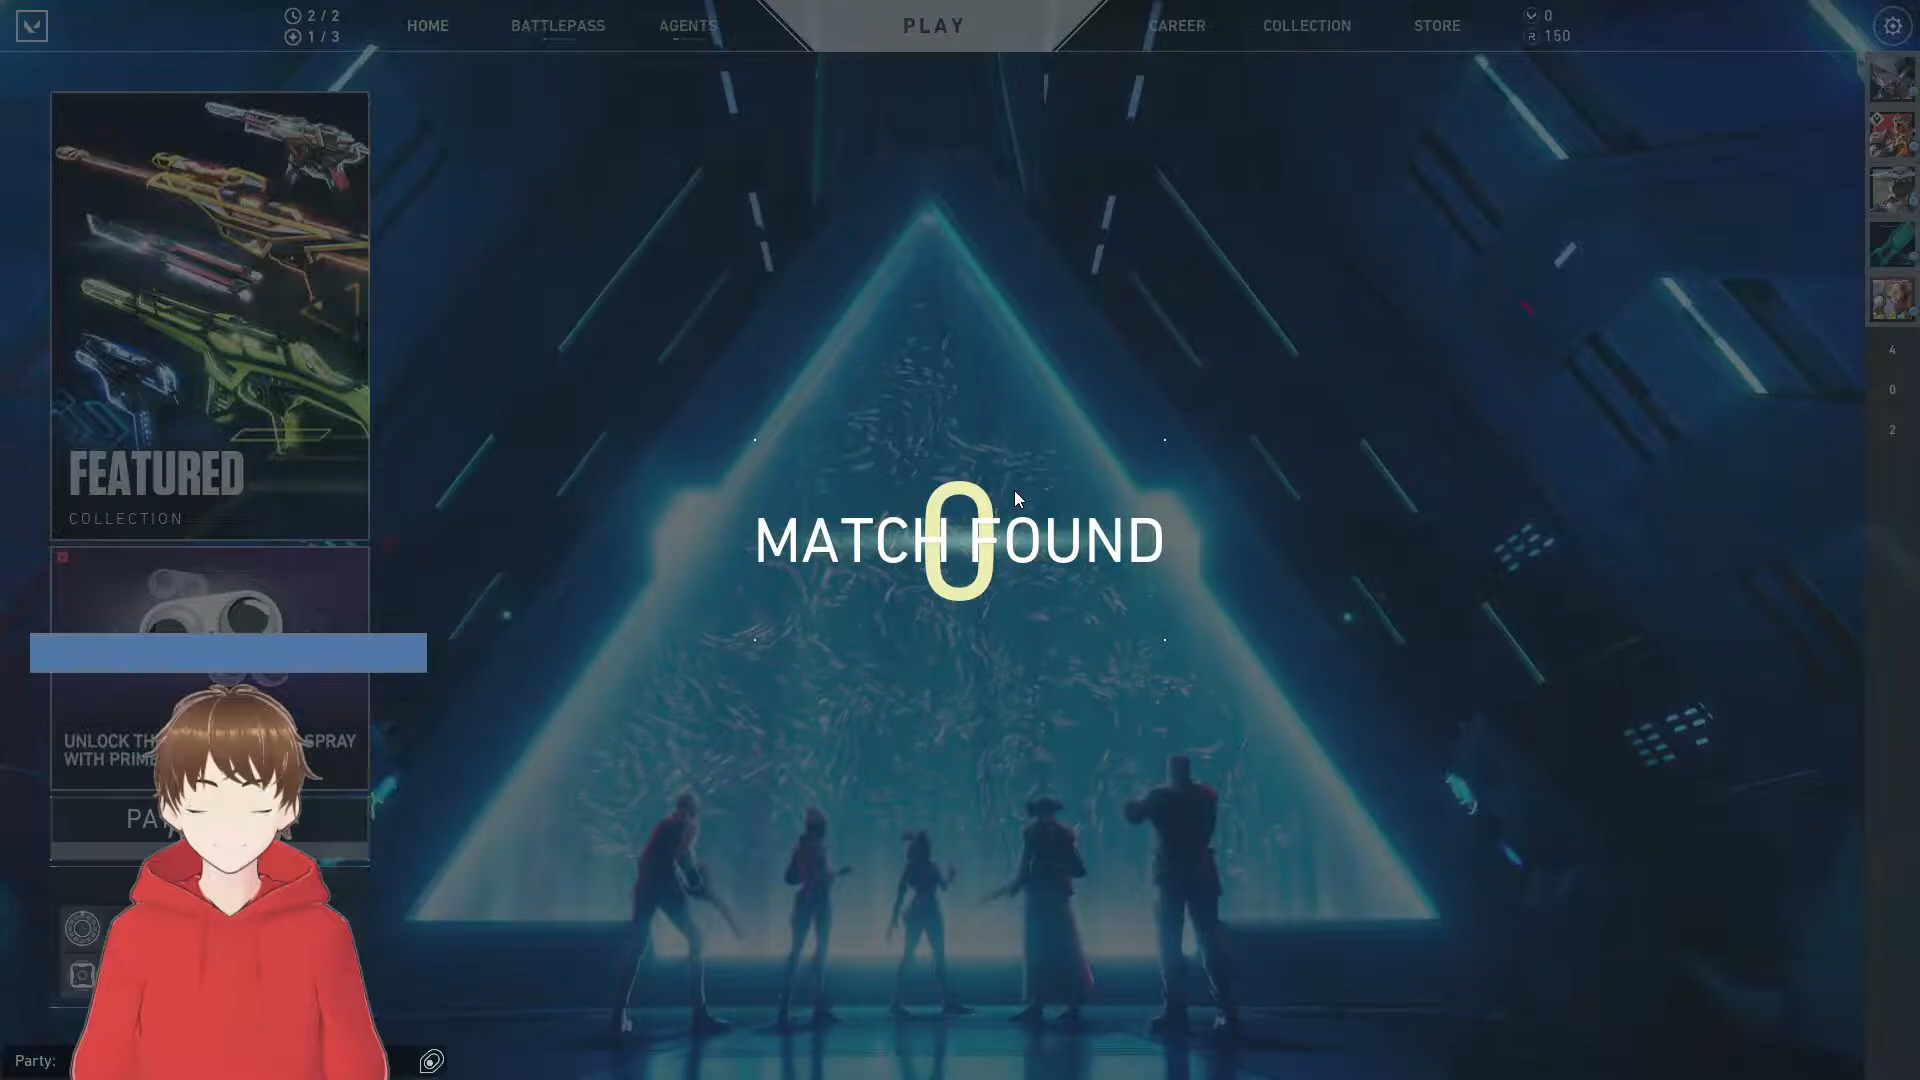 2 / 2
1 / 3
HOME
BATTLEPASS
AGENTS
PLAY
CAREER
COLLECTION
STORE
0
R 150
FEATURED
COLLECTION
4
0
2
MATCH FOUND
0
UNLOCK TH SPRAY
WITH PRIME
PA
Party: